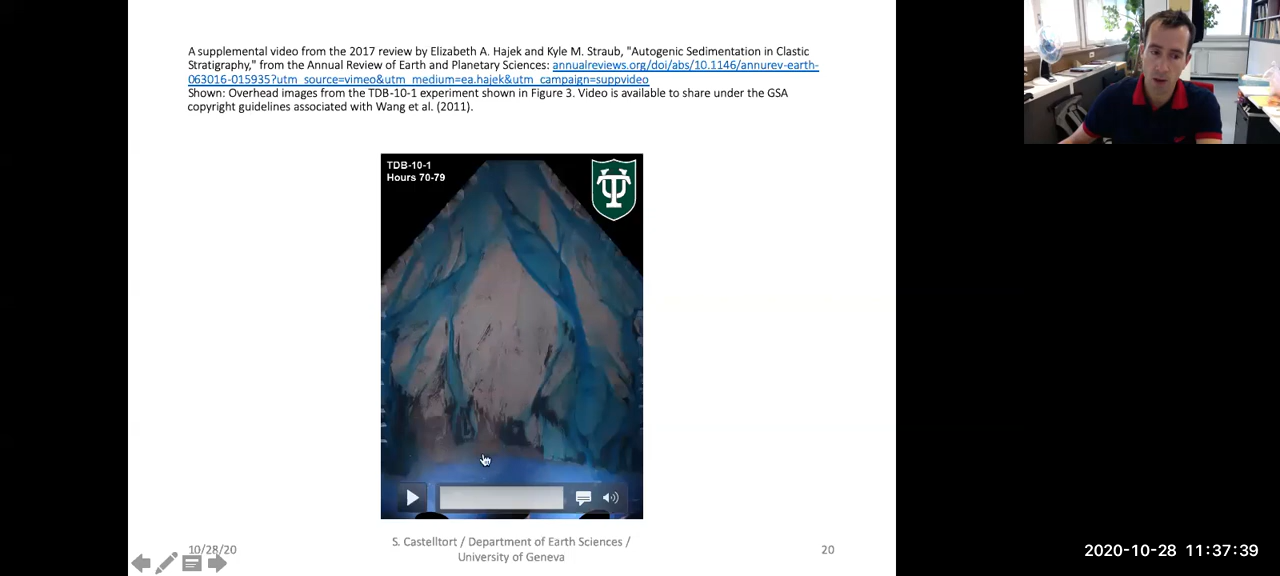 A supplemental video from the 2017 review by Elizabeth A. Hajek and Kyle M. Straub, "Autogenic Sedimentation in Clastic
Stratigraphy," from the Annual Review of Earth and Planetary Sciences: annualreviews.org/doi/abs/10.1146/annurev-earth-
063016-015935?utm_source=vimeo&utm_medium=ea.hajek&utm_campaign=suppvideo
Shown: Overhead images from the TDB-10-1 experiment shown in Figure 3. Video is available to share under the GSA
copyright guidelines associated with Wang et al. (2011).
TDB-10-1
Hours 70-79
10/28/20
S. Castelltort / Department of Earth Sciences /
University of Geneva
20
2020-10-28 11:37:39